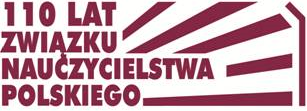 110 LAT
ZWIĄZKU
NAUCZYCIELSTWA
POLSKIEGO